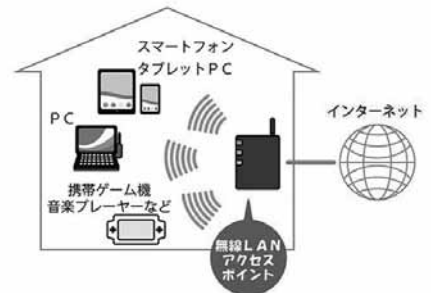 スマートフォン
タブレットPC
PC
携帯ゲーム機
音楽プレーヤーなど
インターネット
無線LAN
アクセス
ポイント